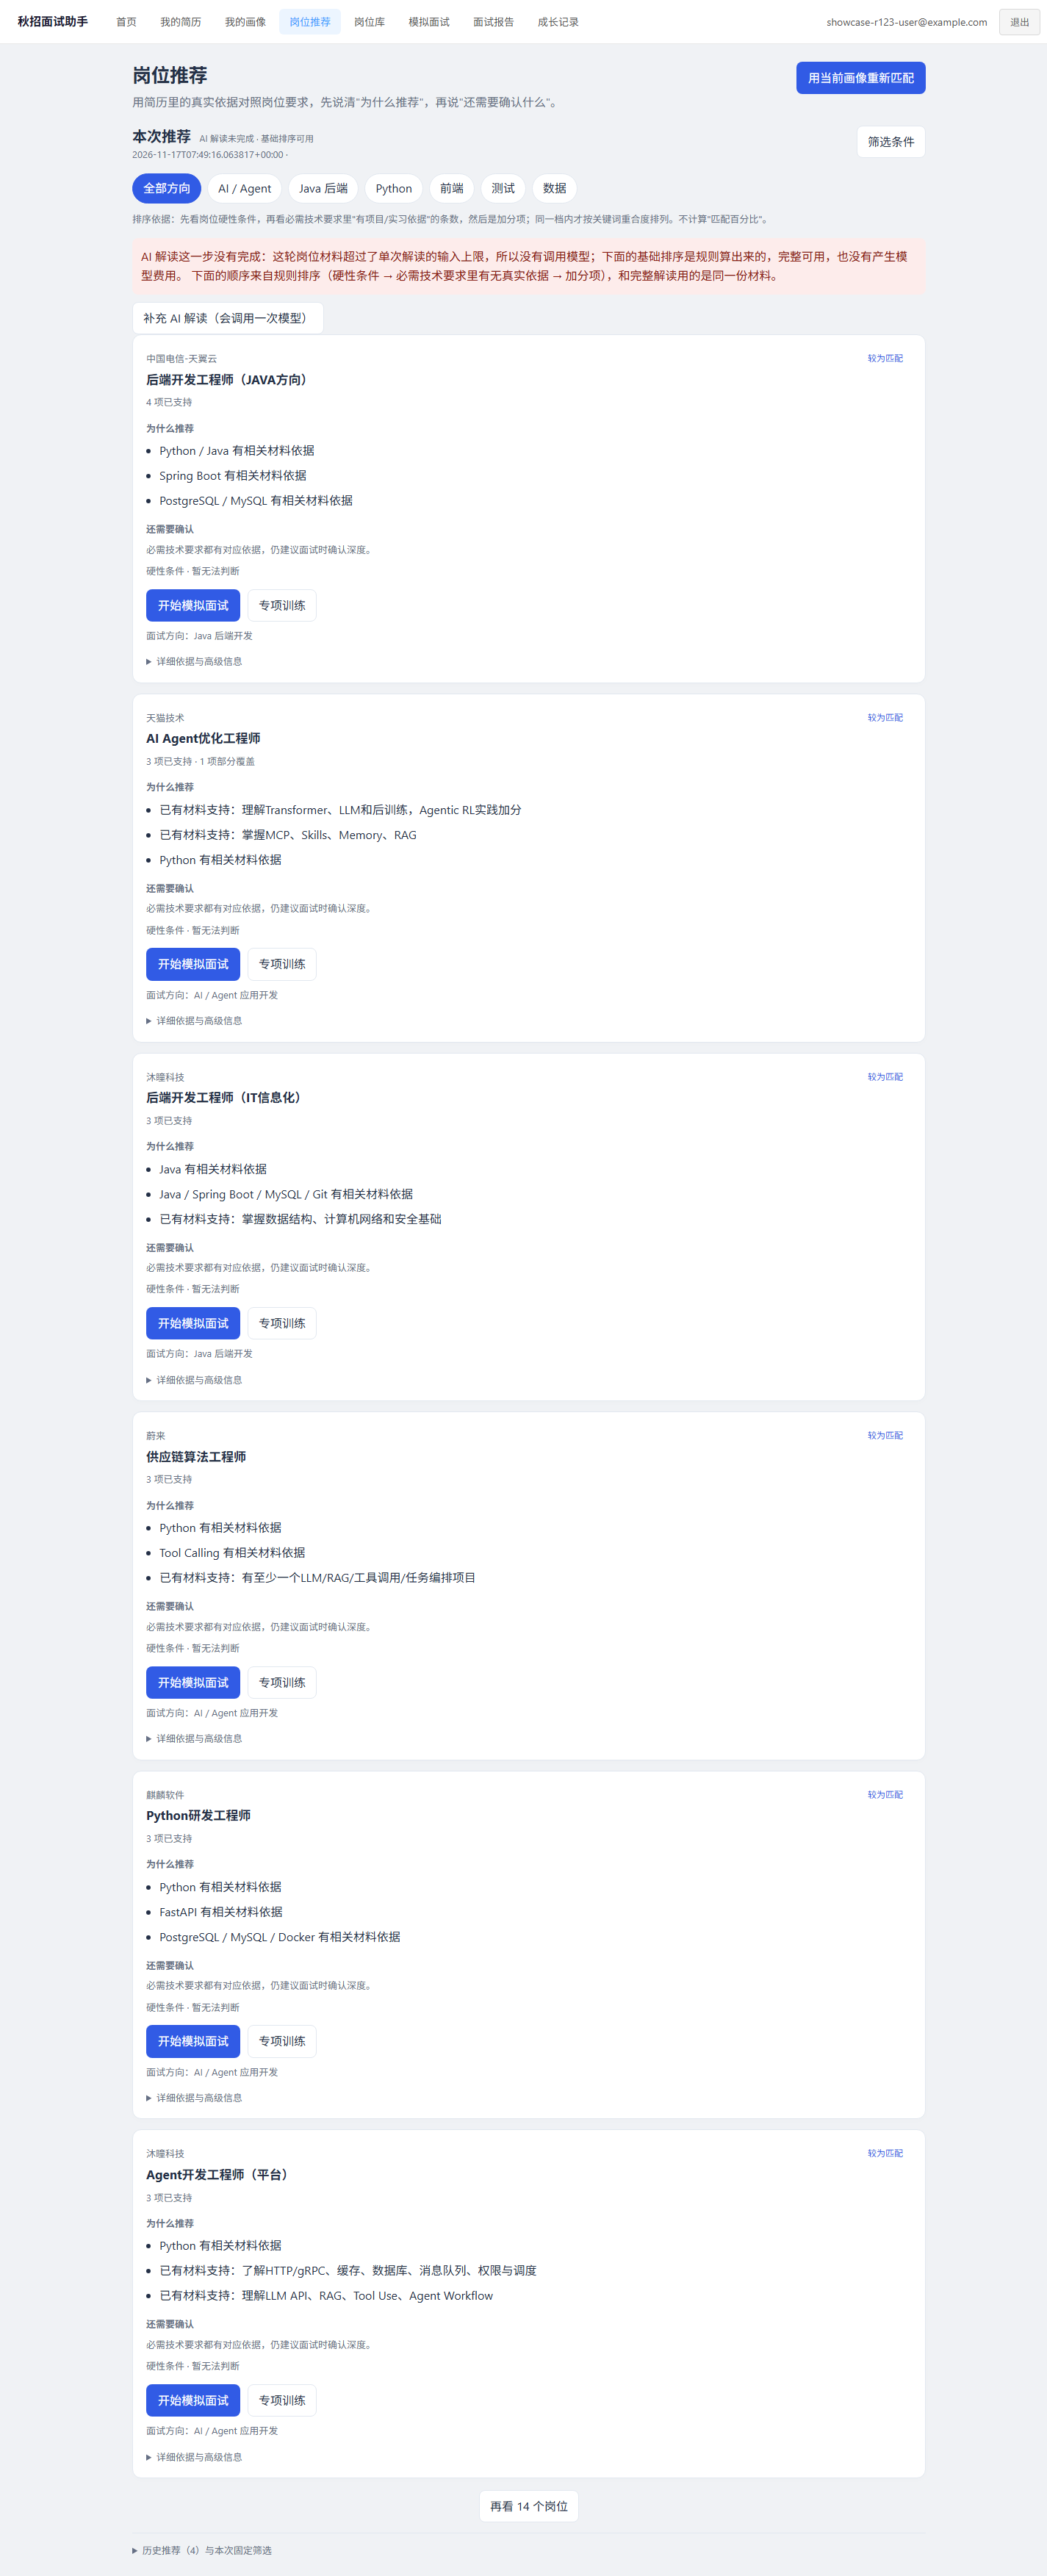 秋招面试助手
首页
我的简历
我的画像
岗位推荐
岗位库
模拟面试
面试报告
成长记录
showcase-r123-user@example.com
退出
岗位推荐
用当前画像重新匹配
用简历里的真实依据对照岗位要求，先说清"为什么推荐"，再说"还需要确认什么"。
本次推荐 AI 解读未完成 · 基础排序可用
筛选条件
2026-11-17T07:49:16.063817+00:00 ·
全部方向
AI / Agent
Java 后端
Python
前端
测试
数据
排序依据：先看岗位硬性条件，再看必需技术要求里"有项目/实习依据"的条数，然后是加分项；同一档内才按关键词重合度排列。不计算"匹配百分比"。
AI 解读这一步没有完成：这轮岗位材料超过了单次解读的输入上限，所以没有调用模型；下面的基础排序是规则算出来的，完整可用，也没有产生模
型费用。 下面的顺序来自规则排序（硬性条件 → 必需技术要求里有无真实依据 → 加分项），和完整解读用的是同一份材料。
补充 AI 解读（会调用一次模型）
中国电信-天翼云
较为匹配
后端开发工程师（JAVA方向）
4 项已支持
为什么推荐
• Python / Java 有相关材料依据
• Spring Boot 有相关材料依据
• PostgreSQL / MySQL 有相关材料依据
还需要确认
必需技术要求都有对应依据，仍建议面试时确认深度。
硬性条件 · 暂无法判断
开始模拟面试
专项训练
面试方向：Java 后端开发
▶ 详细依据与高级信息
天猫技术
较为匹配
AI Agent优化工程师
3 项已支持 · 1 项部分覆盖
为什么推荐
• 已有材料支持：理解Transformer、LLM和后训练，Agentic RL实践加分
• 已有材料支持：掌握MCP、Skills、Memory、RAG
• Python 有相关材料依据
还需要确认
必需技术要求都有对应依据，仍建议面试时确认深度。
硬性条件 · 暂无法判断
开始模拟面试
专项训练
面试方向：AI / Agent 应用开发
▶ 详细依据与高级信息
沐瞳科技
较为匹配
后端开发工程师（IT信息化）
3 项已支持
为什么推荐
• Java 有相关材料依据
• Java / Spring Boot / MySQL / Git 有相关材料依据
• 已有材料支持：掌握数据结构、计算机网络和安全基础
还需要确认
必需技术要求都有对应依据，仍建议面试时确认深度。
硬性条件 · 暂无法判断
开始模拟面试
专项训练
面试方向：Java 后端开发
▶ 详细依据与高级信息
蔚来
较为匹配
供应链算法工程师
3 项已支持
为什么推荐
• Python 有相关材料依据
• Tool Calling 有相关材料依据
• 已有材料支持：有至少一个LLM/RAG/工具调用/任务编排项目
还需要确认
必需技术要求都有对应依据，仍建议面试时确认深度。
硬性条件 · 暂无法判断
开始模拟面试
专项训练
面试方向：AI / Agent 应用开发
▶ 详细依据与高级信息
麒麟软件
较为匹配
Python研发工程师
3 项已支持
为什么推荐
• Python 有相关材料依据
• FastAPI 有相关材料依据
• PostgreSQL / MySQL / Docker 有相关材料依据
还需要确认
必需技术要求都有对应依据，仍建议面试时确认深度。
硬性条件 · 暂无法判断
开始模拟面试
专项训练
面试方向：AI / Agent 应用开发
▶ 详细依据与高级信息
沐瞳科技
较为匹配
Agent开发工程师（平台）
3 项已支持
为什么推荐
• Python 有相关材料依据
• 已有材料支持：了解HTTP/gRPC、缓存、数据库、消息队列、权限与调度
• 已有材料支持：理解LLM API、RAG、Tool Use、Agent Workflow
还需要确认
必需技术要求都有对应依据，仍建议面试时确认深度。
硬性条件 · 暂无法判断
开始模拟面试
专项训练
面试方向：AI / Agent 应用开发
▶ 详细依据与高级信息
再看 14 个岗位
▶ 历史推荐（4）与本次固定筛选